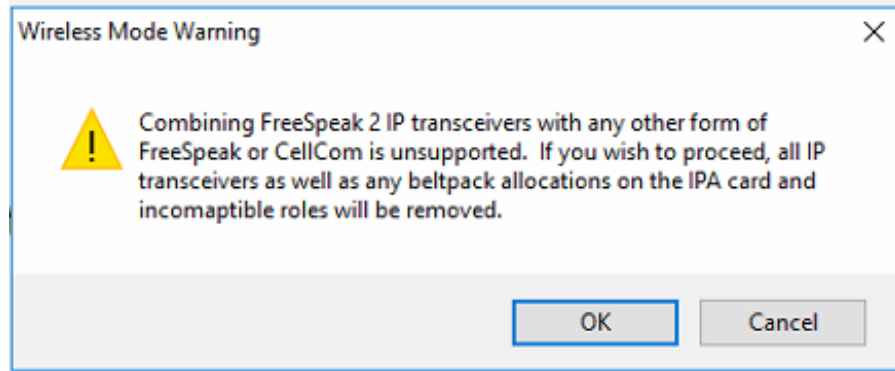 Wireless Mode Warning
Combining FreeSpeak 2 IP transceivers with any other form of
FreeSpeak or CellCom is unsupported.  If you wish to proceed, all IP
transceivers as well as any beltpack allocations on the IPA card and
incomaptible roles will be removed.
OK
Cancel